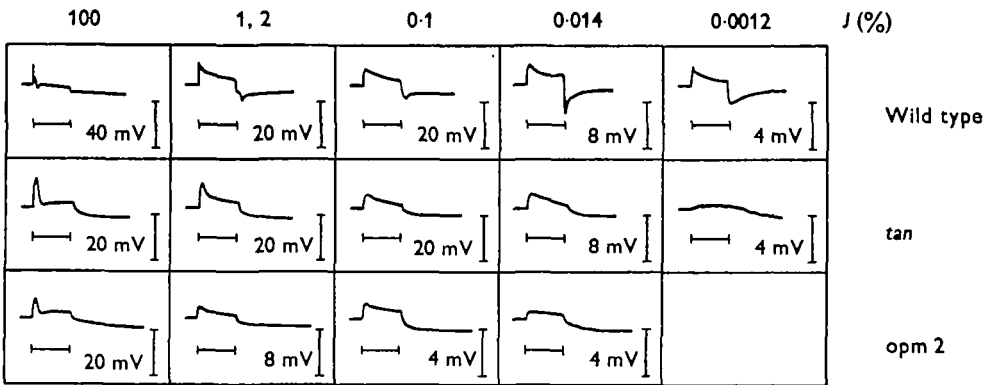 100 1, 2 0·1 0·014 0·0012 J (%)
40 mV 20 mV 20 mV 8 mV 4 mV Wild type
20 mV 20 mV 20 mV 8 mV 4 mV tan
20 mV 8 mV 4 mV 4 mV opm 2